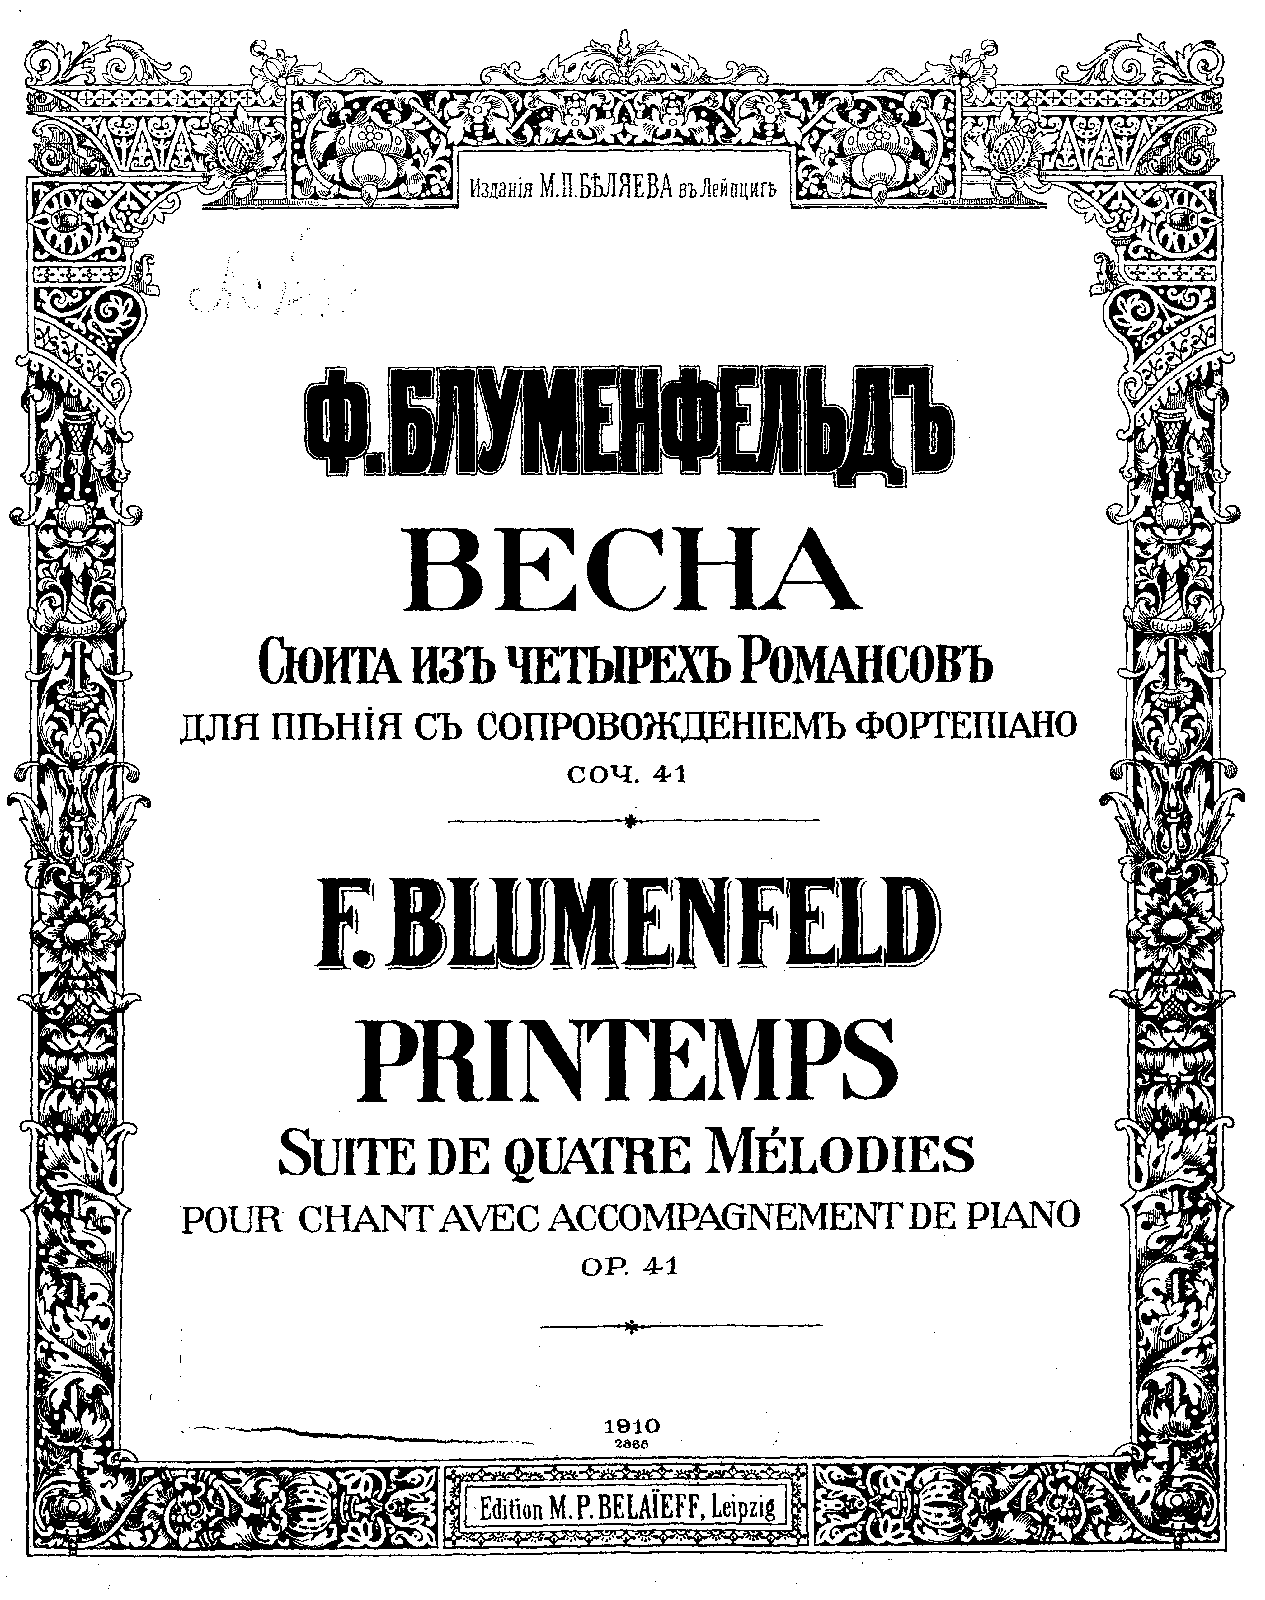 Изданія М.П.БѢЛЯЕВА въ Лейпцигѣ
Ф.БЛУМЕНФЕЛЬДЪ
ВЕСНА
СЮИТА ИЗЪ ЧЕТЫРЕХЪ РОМАНСОВЪ
ДЛЯ ПѢНІЯ СЪ СОПРОВОЖДЕНІЕМЪ ФОРТЕПІАНО
СОЧ. 41
F. BLUMENFELD
PRINTEMPS
SUITE DE QUATRE MÉLODIES
POUR CHANT AVEC ACCOMPAGNEMENT DE PIANO
OP. 41
1910
Edition M. P. BELAÏEFF, Leipzig